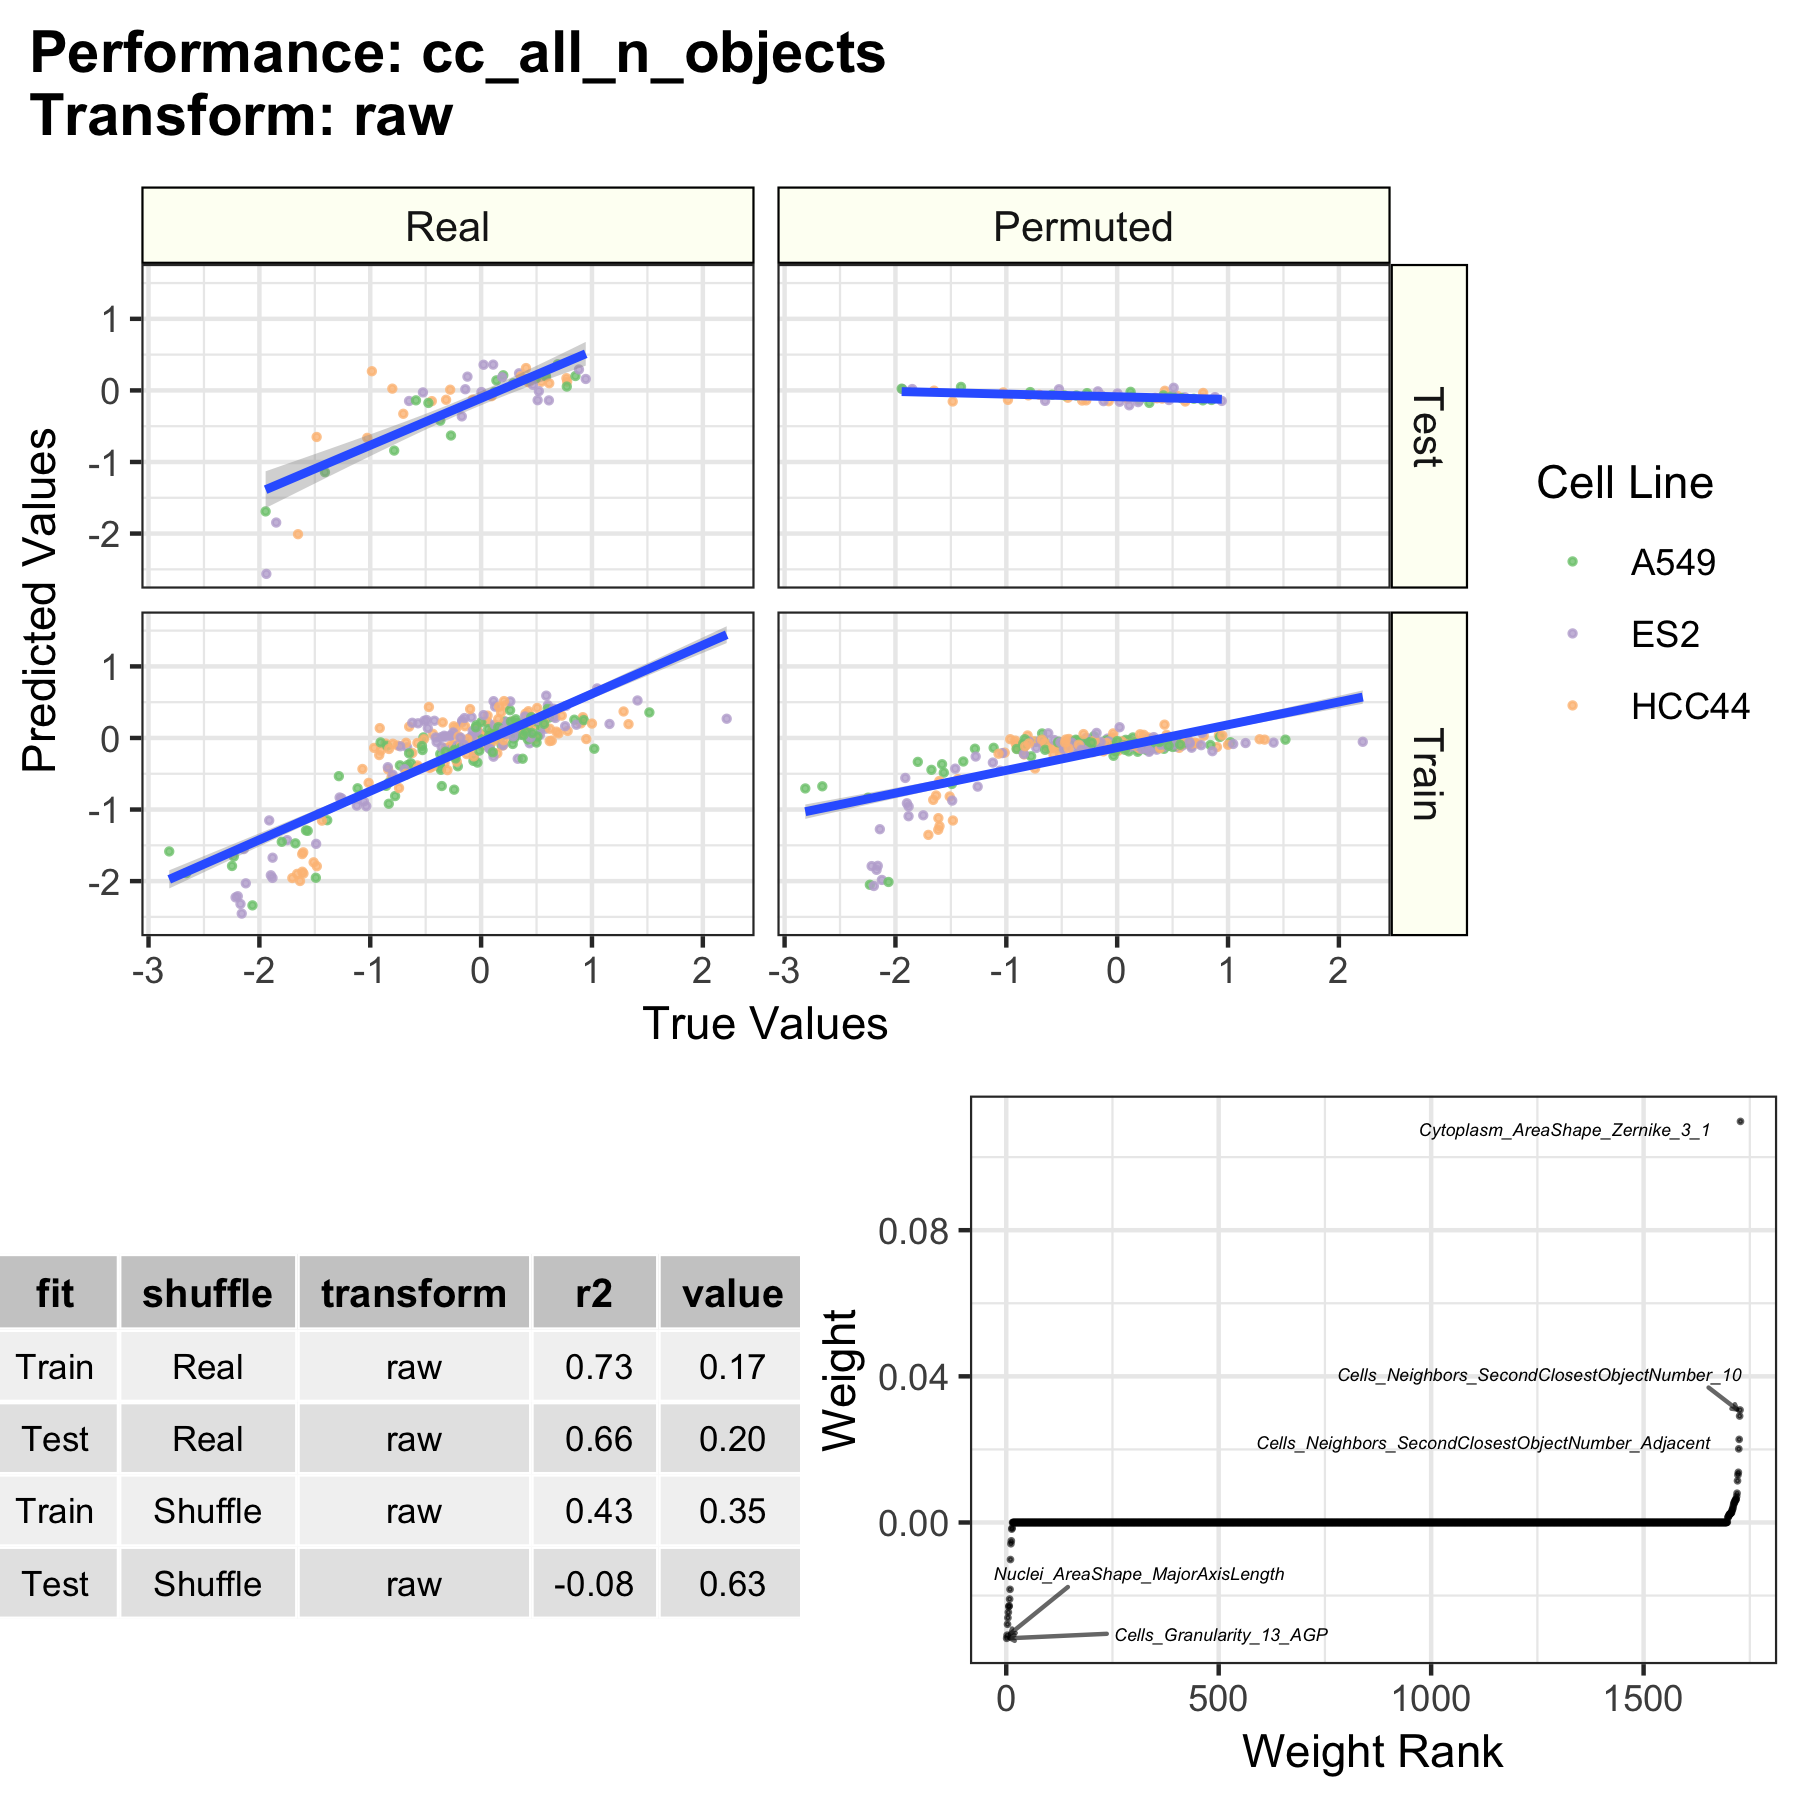 Performance: cc_all_n_objects
Transform: raw
Real
Permuted
1
0
-1
-2
Test
1
0
-1
-2
Train
Predicted Values
-3
-2
-1
0
1
2
-3
-2
-1
0
1
2
True Values
Cell Line
A549
ES2
HCC44
fit shuffle transform r2 value
Train Real raw 0.73 0.17
Test Real raw 0.66 0.20
Train Shuffle raw 0.43 0.35
Test Shuffle raw -0.08 0.63
Weight
0.08
0.04
0.00
Cytoplasm_AreaShape_Zernike_3_1
Cells_Neighbors_SecondClosestObjectNumber_10
Cells_Neighbors_SecondClosestObjectNumber_Adjacent
Nuclei_AreaShape_MajorAxisLength
Cells_Granularity_13_AGP
0
500
1000
1500
Weight Rank